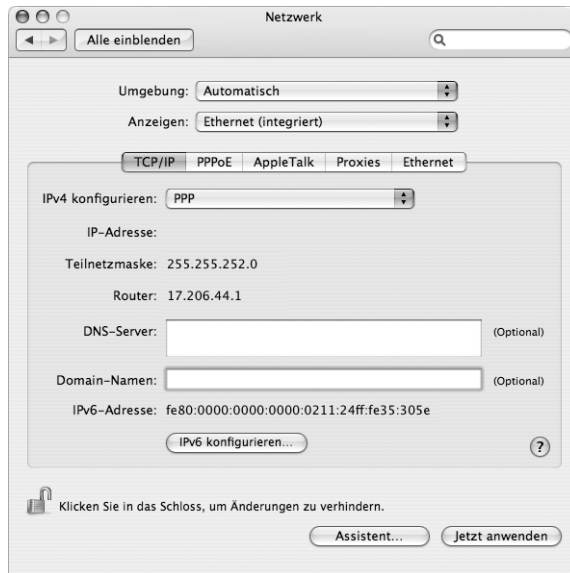 Netzwerk
Alle einblenden
Umgebung: Automatisch
Anzeigen: Ethernet (integriert)
TCP/IP PPPoE AppleTalk Proxies Ethernet
IPv4 konfigurieren: PPP
IP-Adresse:
Teilnetzmaske: 255.255.252.0
Router: 17.206.44.1
DNS-Server: (Optional)
Domain-Namen: (Optional)
IPv6-Adresse: fe80:0000:0000:0000:0211:24ff:fe35:305e
IPv6 konfigurieren... ?
Klicken Sie in das Schloss, um Änderungen zu verhindern.
Assistent... Jetzt anwenden